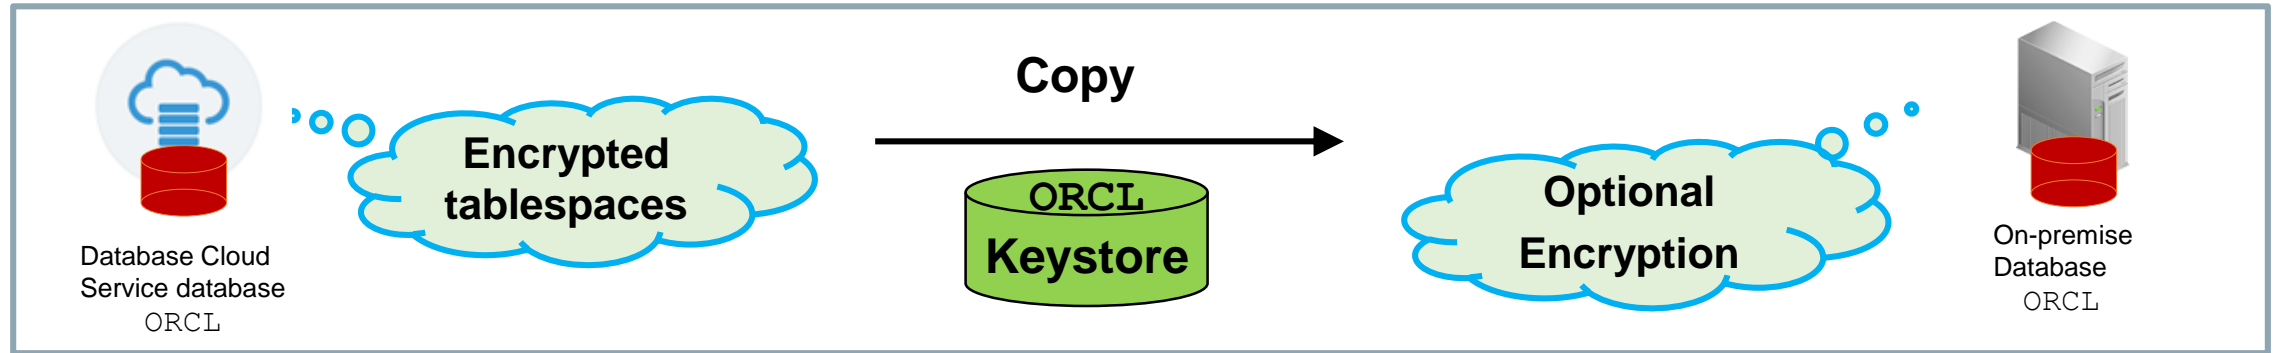 Database Cloud
Service database
ORCL
Encrypted
tablespaces
Copy
ORCL
Keystore
Optional
Encryption
On-premise
Database
ORCL